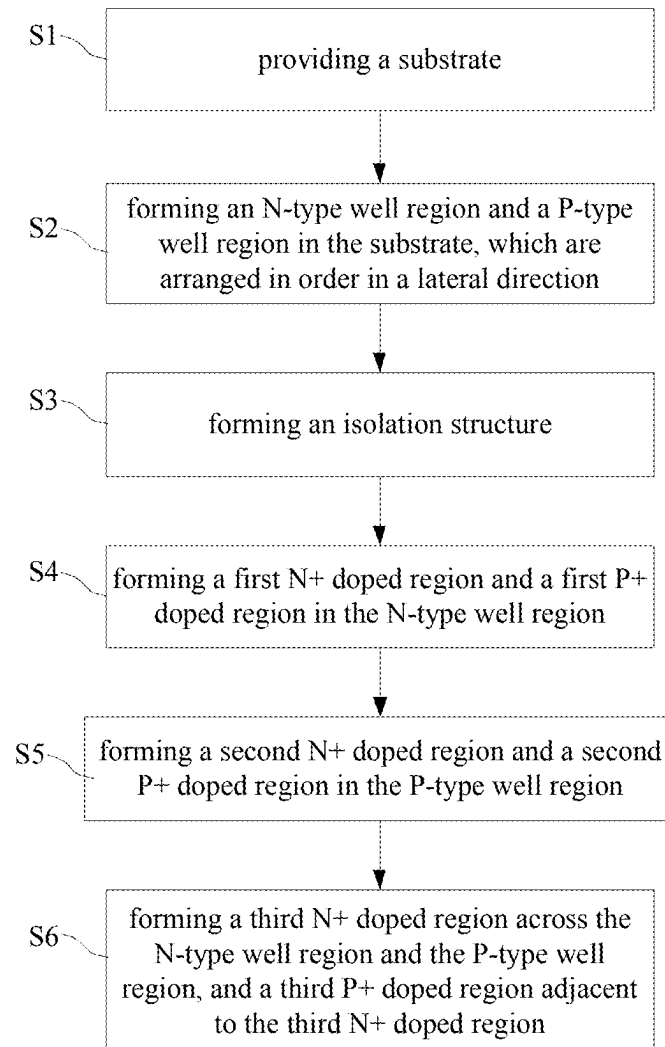 S1
providing a substrate
S2
forming an N-type well region and a P-type
well region in the substrate, which are
arranged in order in a lateral direction
S3
forming an isolation structure
S4
forming a first N+ doped region and a first P+
doped region in the N-type well region
S5
forming a second N+ doped region and a second
P+ doped region in the P-type well region
S6
forming a third N+ doped region across the
N-type well region and the P-type well
region, and a third P+ doped region adjacent
to the third N+ doped region